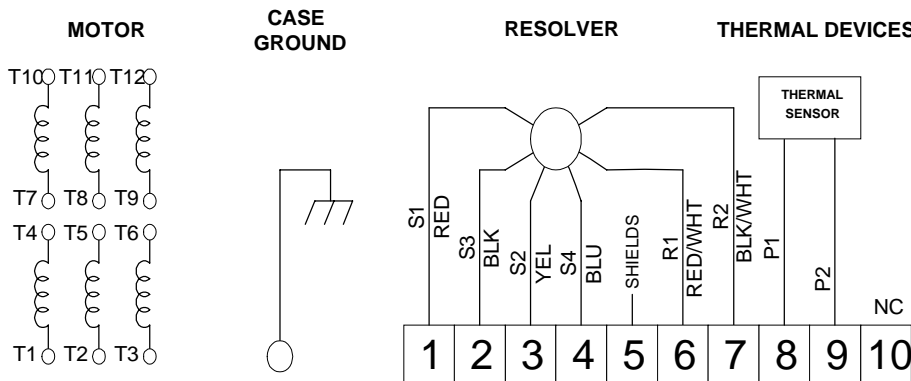 MOTOR
CASE
GROUND
RESOLVER
THERMAL DEVICES
T10 T11 T12
T7 T8 T9
T4 T5 T6
T1 T2 T3
THERMAL
SENSOR
S1
RED
S3
BLK
S2
YEL
S4
BLU
SHIELDS
R1
RED/WHT
R2
BLK/WHT
P1
P2
NC
1 2 3 4 5 6 7 8 9 10